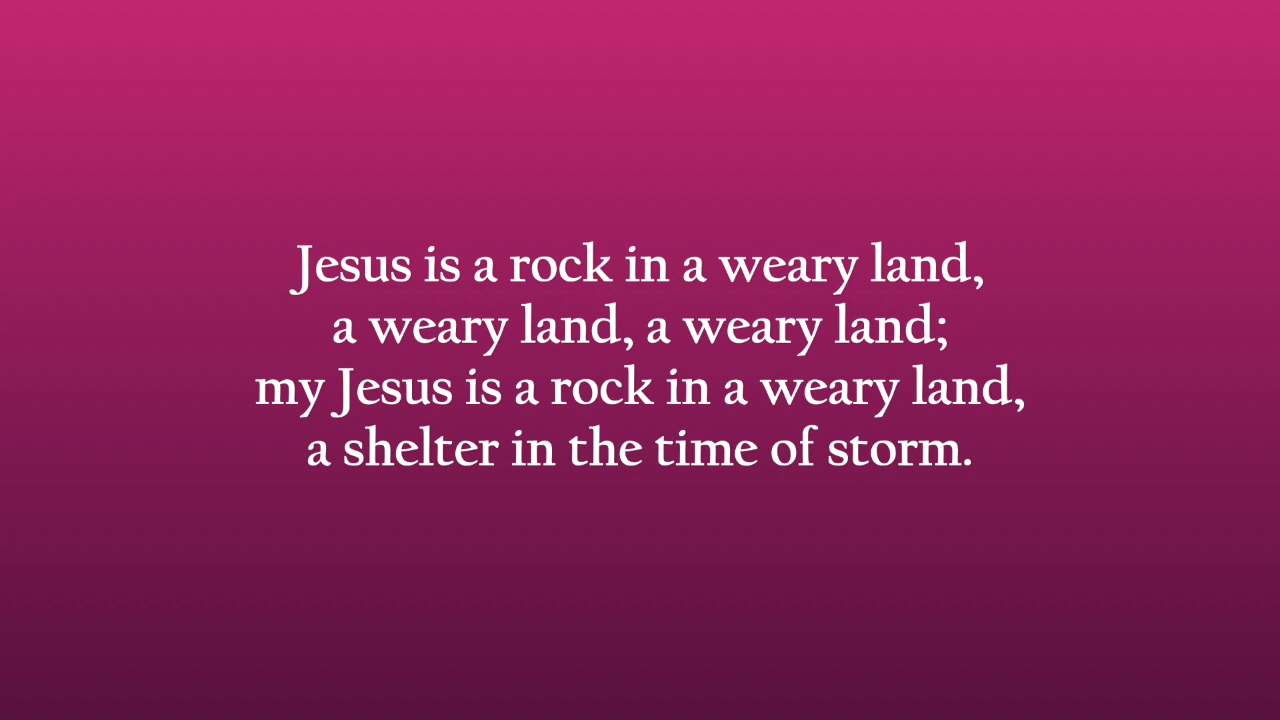 Jesus is a rock in a weary land,
a weary land, a weary land;
my Jesus is a rock in a weary land,
a shelter in the time of storm.